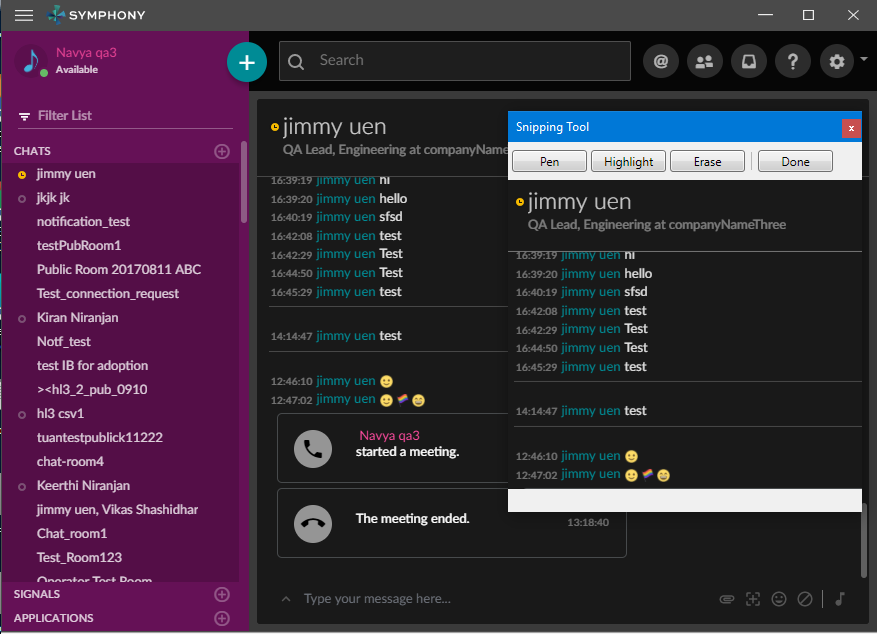 SYMPHONY
Navya qa3
Available
Search
@
?
Filter List
CHATS
jimmy uen
jkjk jk
notification_test
testPubRoom1
Public Room 20170811 ABC
Test_connection_request
Kiran Niranjan
Notf_test
test IB for adoption
><hl3_2_pub_0910
hl3 csv1
tuantestpublick11222
chat-room4
Keerthi Niranjan
jimmy uen, Vikas Shashidhar
Chat_room1
Test_Room123
Operator Test Room
SIGNALS
APPLICATIONS
jimmy uen
QA Lead, Engineering at companyName
16:39:19 jimmy uen hi
16:39:20 jimmy uen hello
16:40:19 jimmy uen sfsd
16:42:08 jimmy uen test
16:42:29 jimmy uen Test
16:44:50 jimmy uen Test
16:45:29 jimmy uen test
14:14:47 jimmy uen test
12:46:10 jimmy uen
12:47:02 jimmy uen
Navya qa3
started a meeting.
The meeting ended.
13:18:40
Type your message here...
Snipping Tool
Pen Highlight Erase Done
jimmy uen
QA Lead, Engineering at companyNameThree
16:39:19 jimmy uen hi
16:39:20 jimmy uen hello
16:40:19 jimmy uen sfsd
16:42:08 jimmy uen test
16:42:29 jimmy uen Test
16:44:50 jimmy uen Test
16:45:29 jimmy uen test
14:14:47 jimmy uen test
12:46:10 jimmy uen
12:47:02 jimmy uen